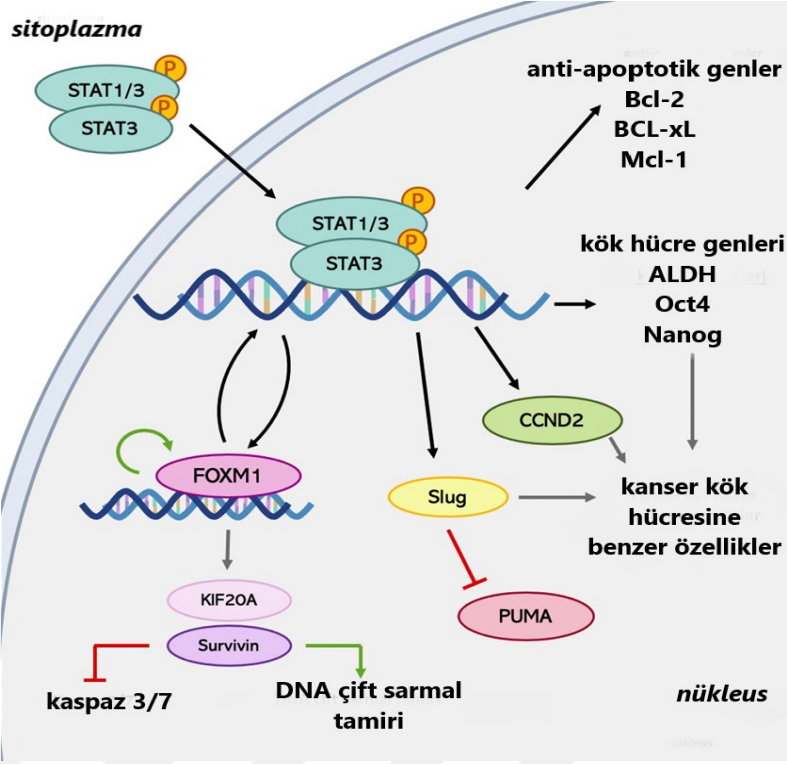 sitoplazma
P
STAT1/3
P
STAT3
anti-apoptotik genler
Bcl-2
BCL-xL
Mcl-1
P
STAT1/3
P
STAT3
kök hücre genleri
ALDH
Oct4
Nanog
CCND2
FOXM1
Slug
kanser kök
hücresine
benzer özellikler
KIF20A
Survivin
PUMA
kaspaz 3/7
DNA çift sarmal
tamiri
nükleus
nükleus